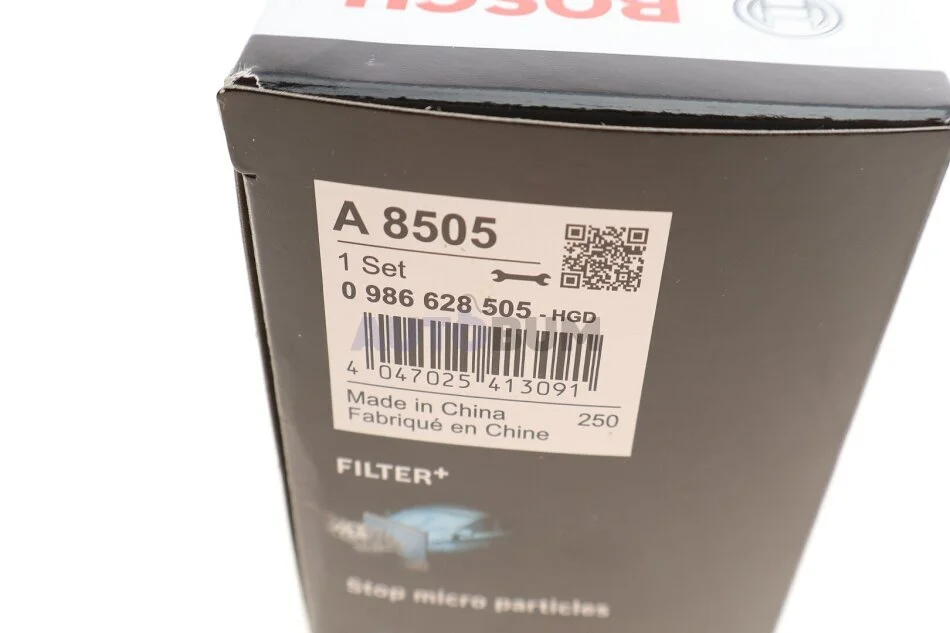 BOSCH
A 8505
1 Set
0 986 628 505 - HGD
AUTOBUM
4 047025 413091
Made in China 250
Fabriqué en Chine
FILTER+
Stop micro particles